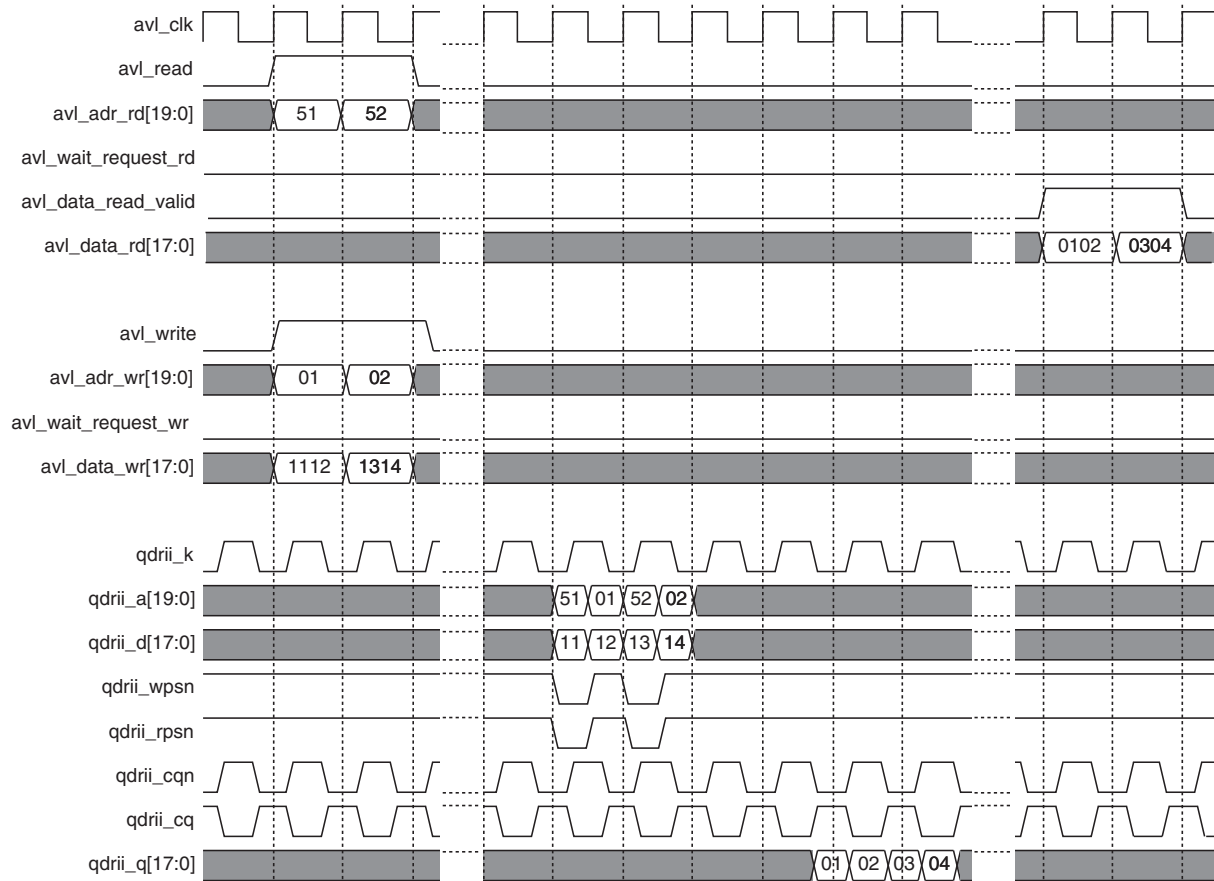 avl_clk
avl_read
avl_adr_rd[19:0] 51 52
avl_wait_request_rd
avl_data_read_valid
avl_data_rd[17:0] 0102 0304
avl_write
avl_adr_wr[19:0] 01 02
avl_wait_request_wr
avl_data_wr[17:0] 1112 1314
qdrii_k
qdrii_a[19:0] 51 01 52 02
qdrii_d[17:0] 11 12 13 14
qdrii_wpsn
qdrii_rpsn
qdrii_cqn
qdrii_cq
qdrii_q[17:0] 01 02 03 04